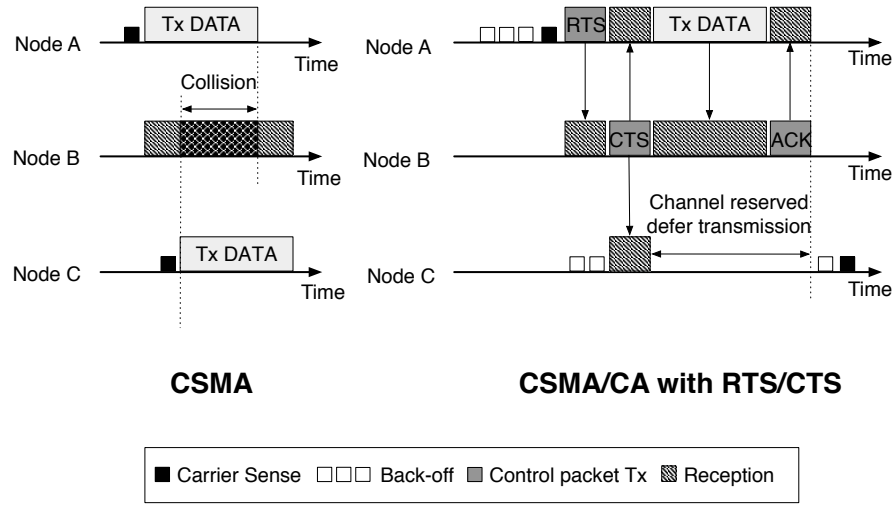 Node A
Tx DATA
Time
Collision
Node B
Time
Node C
Tx DATA
Time
CSMA
Node A
RTS
Tx DATA
Time
Node B
CTS
ACK
Time
Channel reserved
defer transmission
Node C
Time
CSMA/CA with RTS/CTS
Carrier Sense Back-off Control packet Tx Reception